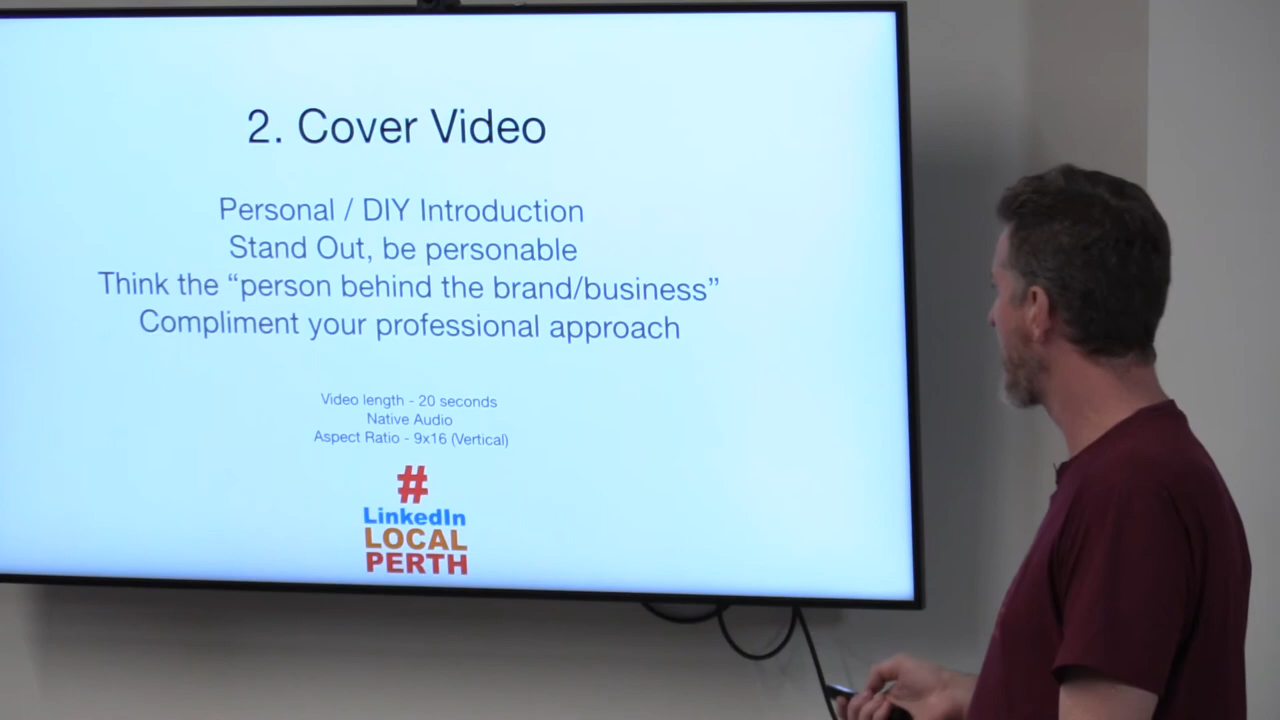 2. Cover Video
Personal / DIY Introduction
Stand Out, be personable
Think the “person behind the brand/business”
Compliment your professional approach
Video length - 20 seconds
Native Audio
Aspect Ratio - 9x16 (Vertical)
#
LinkedIn
LOCAL
PERTH